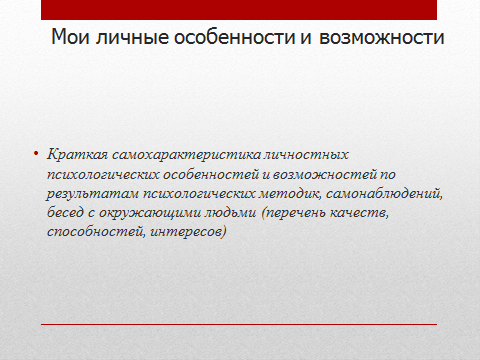 Мои личные особенности и возможности
• Краткая самохарактеристика личностных
психологических особенностей и возможностей по
результатам психологических методик, самонаблюдений,
бесед с окружающими людьми (перечень качеств,
способностей, интересов)